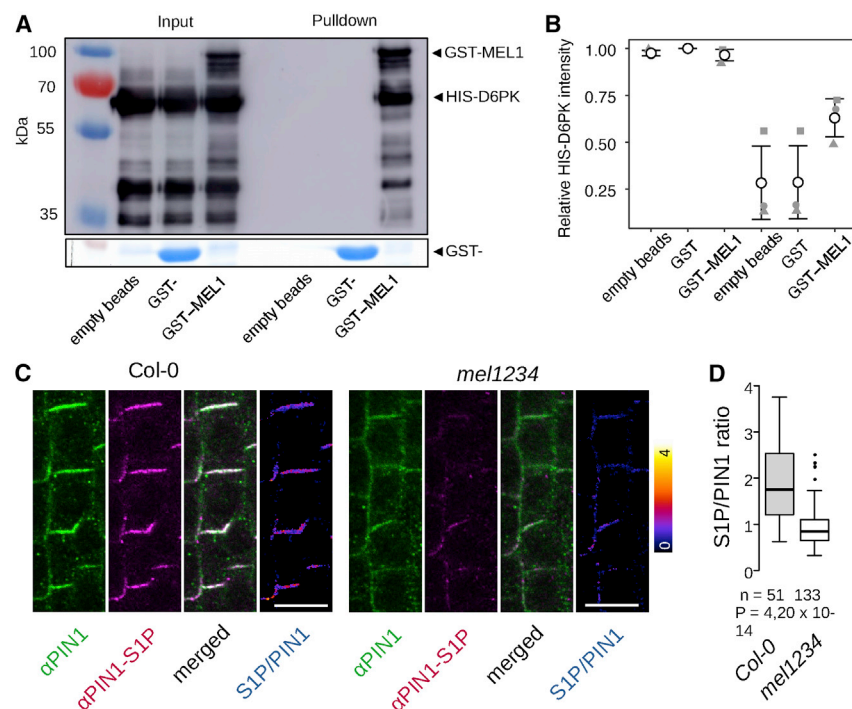 A
Input
Pulldown
100
70
55
35
kDa
GST-MEL1
HIS-D6PK
GST-
empty beads
GST-
GST-MEL1
empty beads
GST-
GST-MEL1
B
Relative HIS-D6PK intensity
1.00
0.75
0.50
0.25
empty beads
GST
GST-MEL1
empty beads
GST
GST-MEL1
C
Col-0
mel1234
αPIN1
αPIN1-S1P
merged
S1P/PIN1
αPIN1
αPIN1-S1P
merged
S1P/PIN1
4
0
D
S1P/PIN1 ratio
4
3
2
1
0
n = 51 133
P = 4,20 x 10-
14
Col-0
mel1234